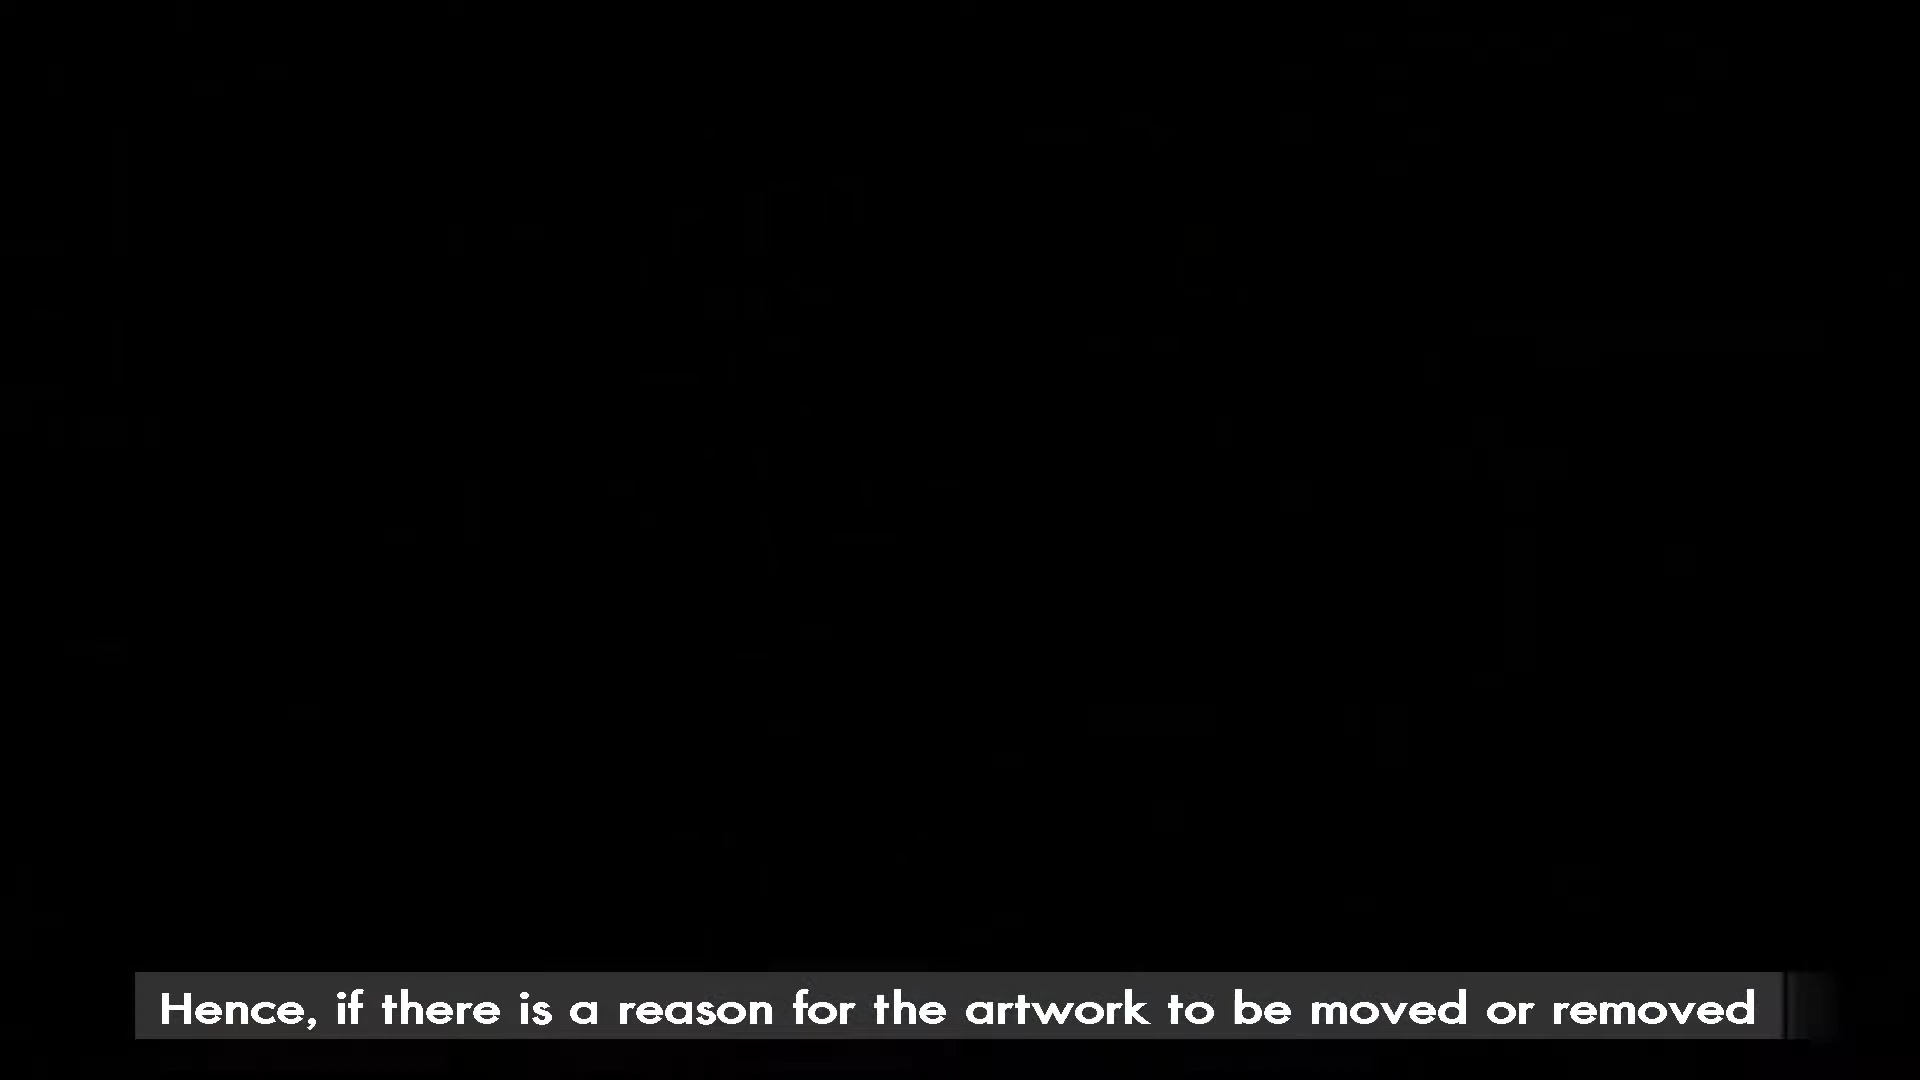 Hence, if there is a reason for the artwork to be moved or removed